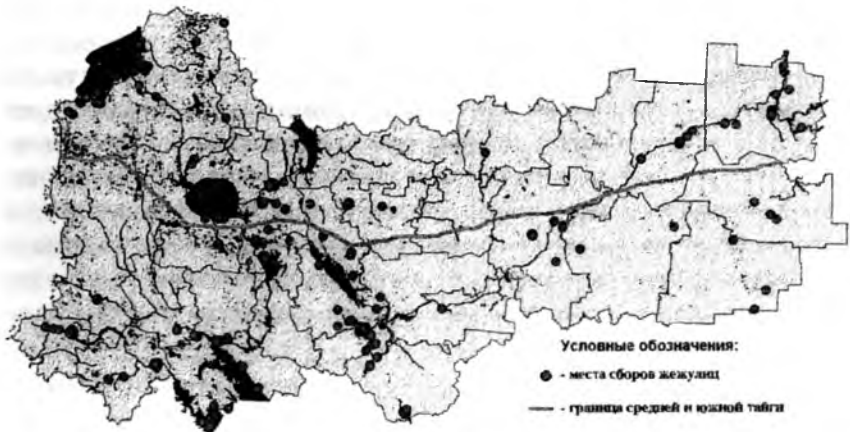 Условные обозначения:
- места сборов жежулиц
- граница средней и южной тайги